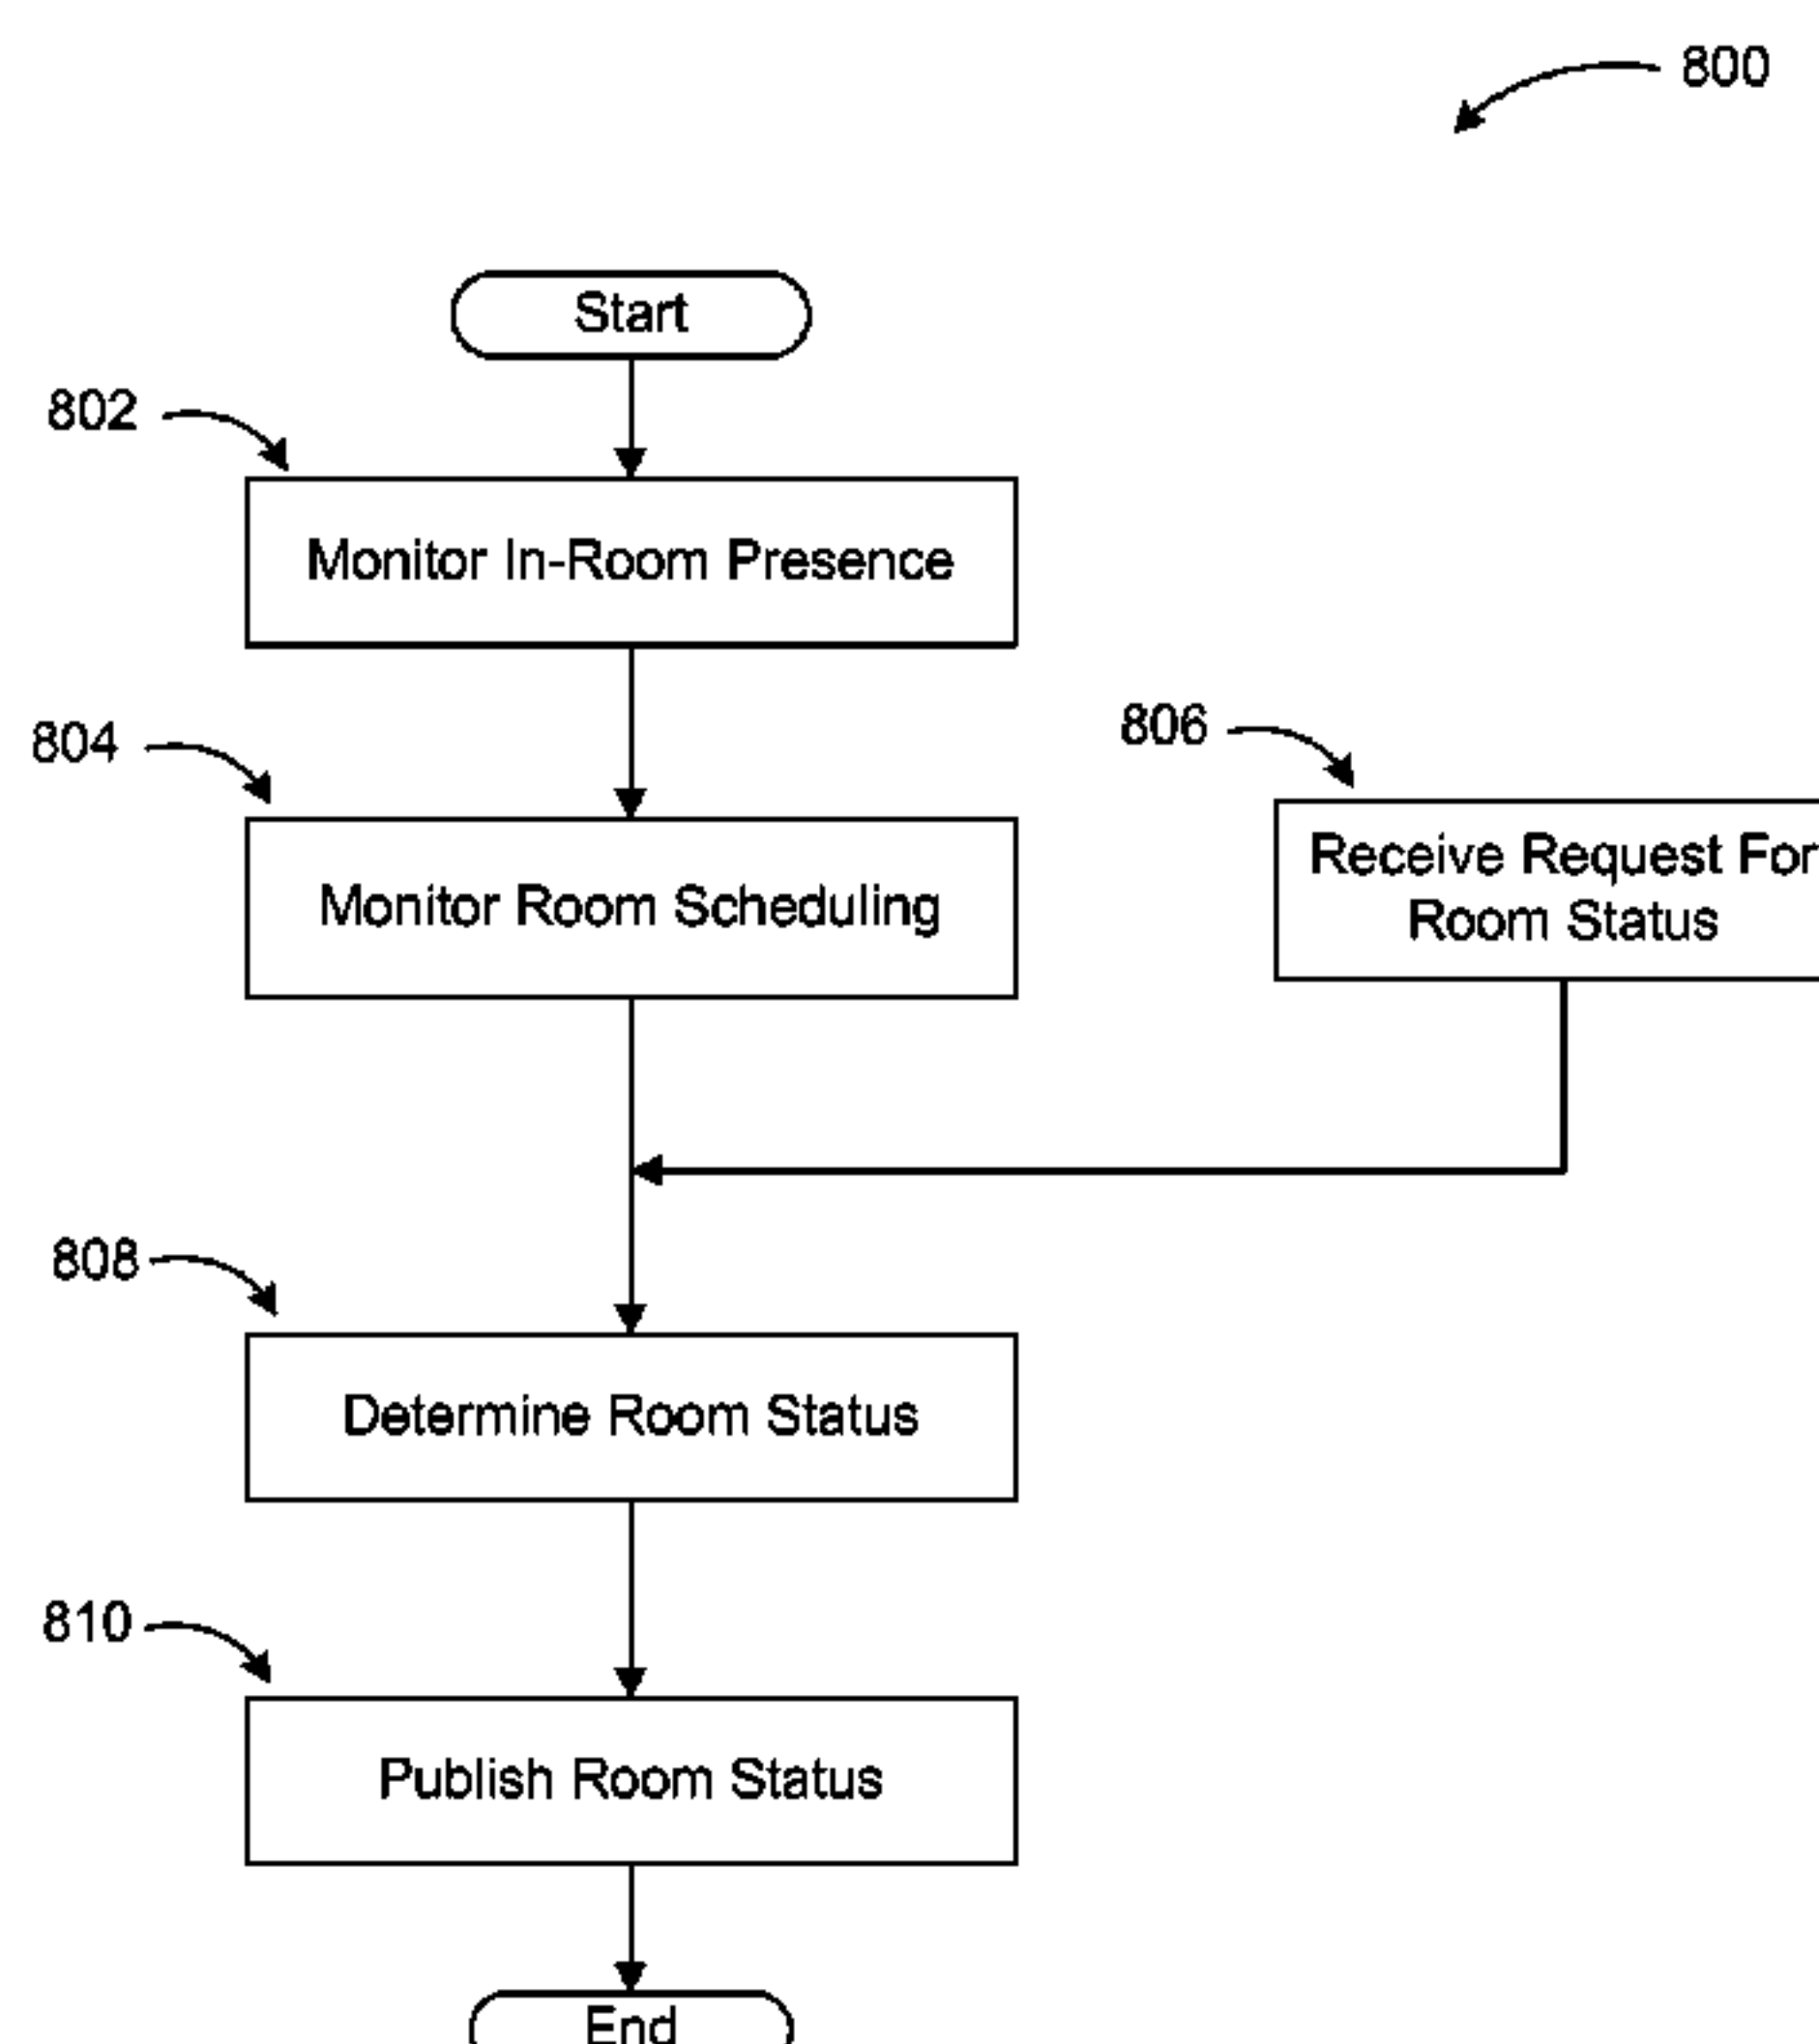 800
Start
802
Monitor In-Room Presence
804
Monitor Room Scheduling
806
Receive Request For
Room Status
808
Determine Room Status
810
Publish Room Status
End